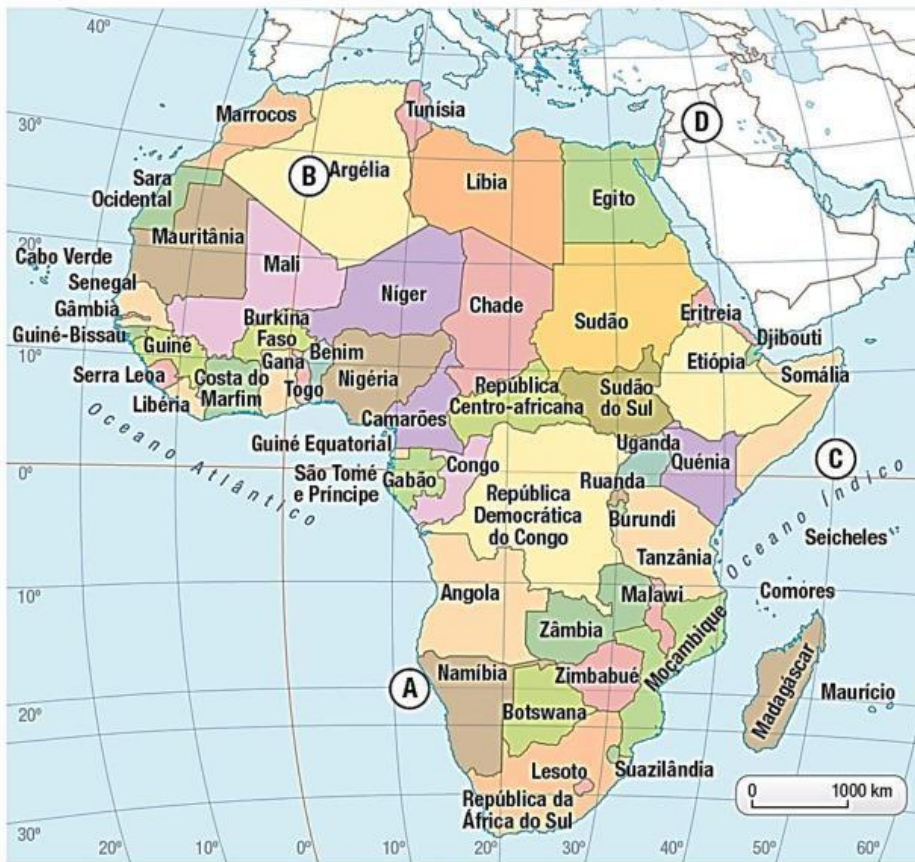 40°
30°
20°
10°
0°
10°
20°
30°
Marrocos
Tunísia
D
B
Argélia
Líbia
Egito
Sara
Ocidental
Mauritânia
Cabo Verde
Mali
Níger
Chade
Sudão
Eritreia
Senegal
Gâmbia
Guiné-Bissau
Guiné
Burkina
Faso
Benim
Djibouti
Etiópia
Somália
Serra Leoa
Costa do
Marfim
Gana
Togo
Nigéria
República
Centro-africana
Sudão
do Sul
Libéria
Camarões
Oceano Atlântico
Guiné Equatorial
São Tomé
e Príncipe
Gabão
Congo
Uganda
Quénia
C
República
Democrática
do Congo
Ruanda
Burundi
Tanzânia
Oceano Índico
Seicheles
Angola
Malawi
Comores
Zâmbia
Moçambique
A
Namíbia
Zimbabué
Botswana
Madagáscar
Maurício
Lesoto
Suazilândia
República da
África do Sul
0 1000 km
20° 10° 0° 10° 20° 30° 40° 50° 60°